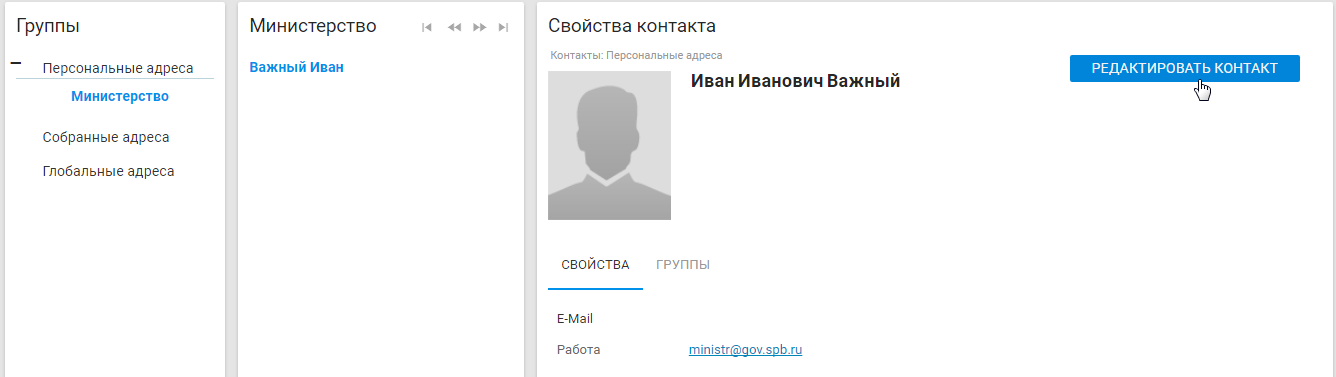 Группы
Персональные адреса
Министерство
Собранные адреса
Глобальные адреса
Министерство
Важный Иван
Свойства контакта
Контакты: Персональные адреса
РЕДАКТИРОВАТЬ КОНТАКТ
Иван Иванович Важный
СВОЙСТВА ГРУППЫ
E-Mail
Работа ministr@gov.spb.ru